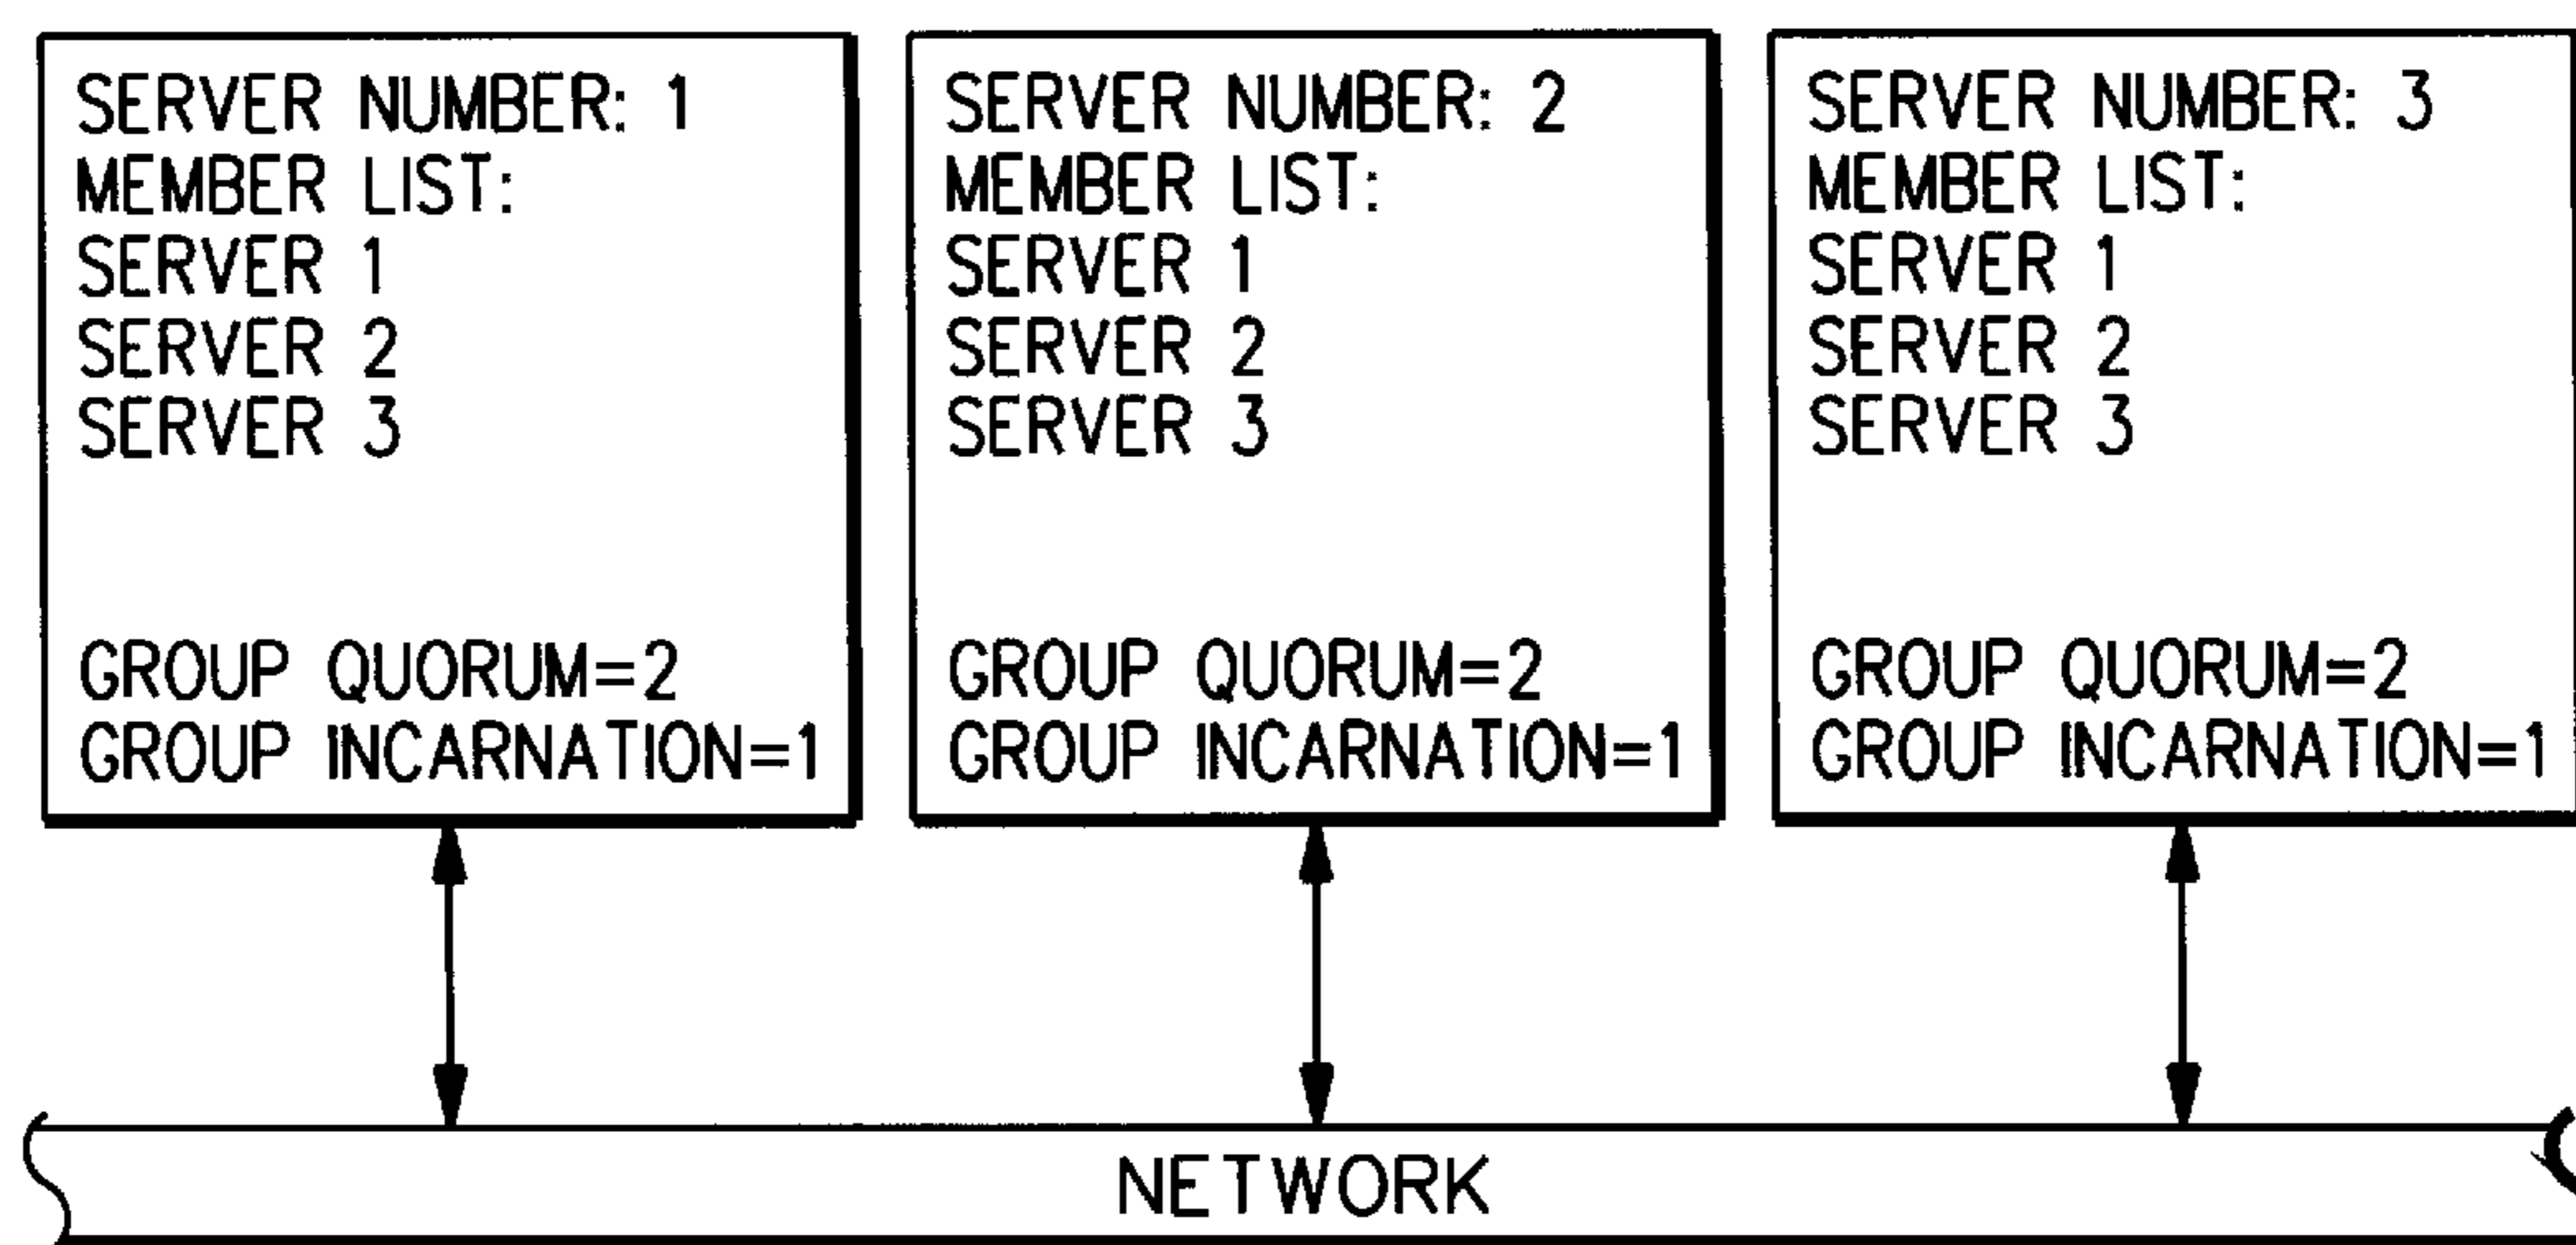 SERVER NUMBER: 1
MEMBER LIST:
SERVER 1
SERVER 2
SERVER 3
GROUP QUORUM=2
GROUP INCARNATION=1
SERVER NUMBER: 2
MEMBER LIST:
SERVER 1
SERVER 2
SERVER 3
GROUP QUORUM=2
GROUP INCARNATION=1
SERVER NUMBER: 3
MEMBER LIST:
SERVER 1
SERVER 2
SERVER 3
GROUP QUORUM=2
GROUP INCARNATION=1
NETWORK